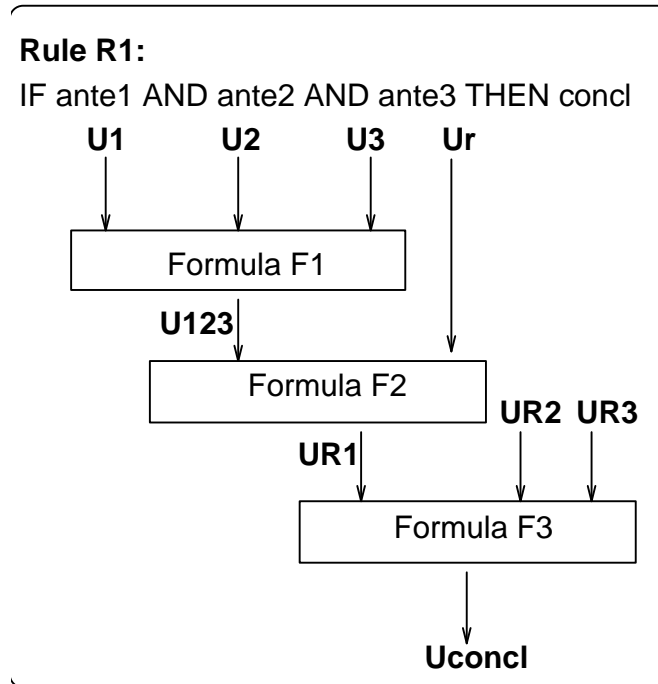 Rule R1:
IF ante1 AND ante2 AND ante3 THEN concl
U1 U2 U3 Ur
Formula F1
U123
Formula F2
UR2 UR3
UR1
Formula F3
Uconcl